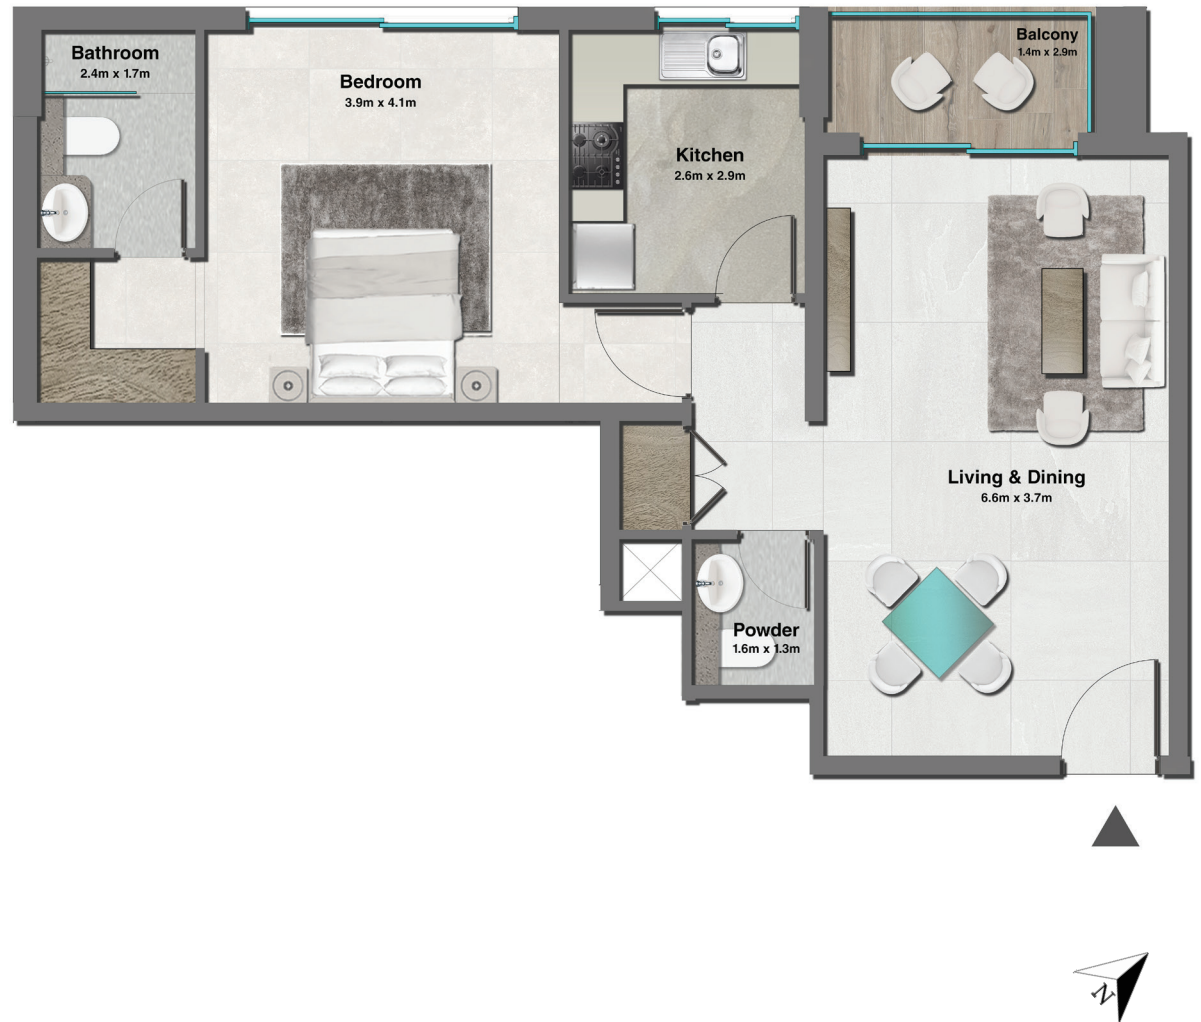 Bathroom
2.4m x 1.7m
Bedroom
3.9m x 4.1m
Kitchen
2.6m x 2.9m
Balcony
1.4m x 2.9m
Living & Dining
6.6m x 3.7m
Powder
1.6m x 1.3m
N